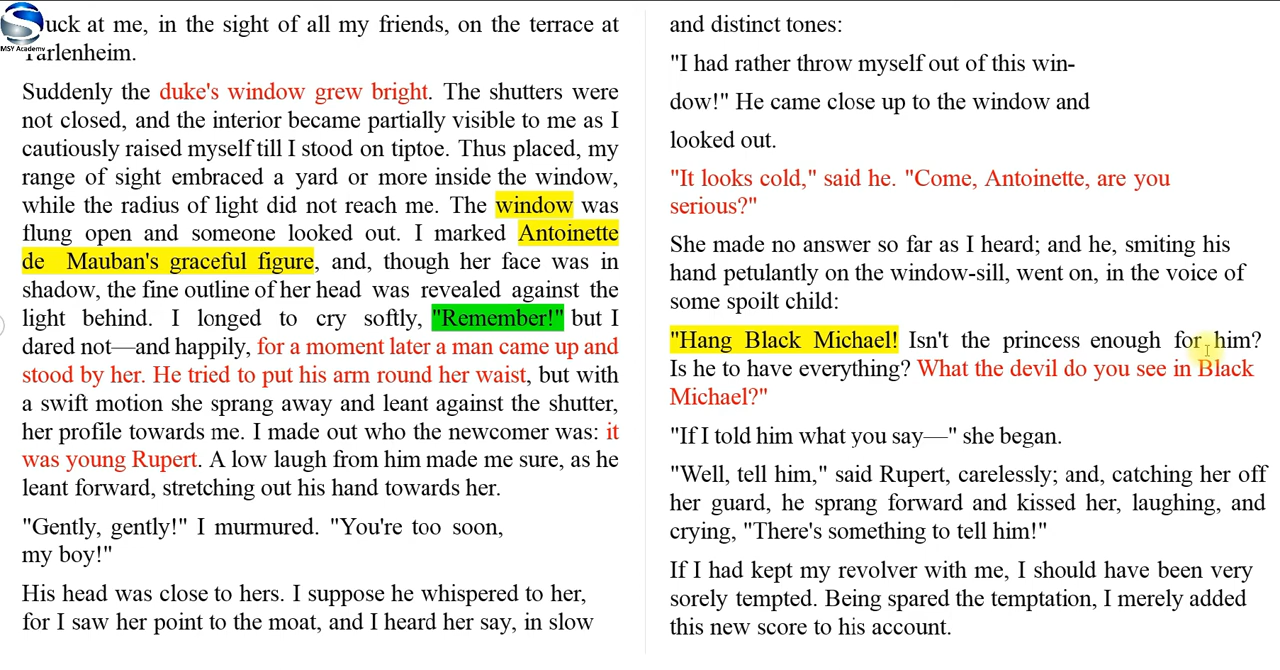 MSY Academy
uck at me, in the sight of all my friends, on the terrace at
Tarlenheim.
Suddenly the duke's window grew bright. The shutters were
not closed, and the interior became partially visible to me as I
cautiously raised myself till I stood on tiptoe. Thus placed, my
range of sight embraced a yard or more inside the window,
while the radius of light did not reach me. The window was
flung open and someone looked out. I marked Antoinette
de Mauban's graceful figure, and, though her face was in
shadow, the fine outline of her head was revealed against the
light behind. I longed to cry softly, "Remember!" but I
dared not—and happily, for a moment later a man came up and
stood by her. He tried to put his arm round her waist, but with
a swift motion she sprang away and leant against the shutter,
her profile towards me. I made out who the newcomer was: it
was young Rupert. A low laugh from him made me sure, as he
leant forward, stretching out his hand towards her.
"Gently, gently!" I murmured. "You're too soon,
my boy!"
His head was close to hers. I suppose he whispered to her,
for I saw her point to the moat, and I heard her say, in slow
and distinct tones:
"I had rather throw myself out of this win-
dow!" He came close up to the window and
looked out.
"It looks cold," said he. "Come, Antoinette, are you
serious?"
She made no answer so far as I heard; and he, smiting his
hand petulantly on the window-sill, went on, in the voice of
some spoilt child:
"Hang Black Michael! Isn't the princess enough for him?
Is he to have everything? What the devil do you see in Black
Michael?"
"If I told him what you say—" she began.
"Well, tell him," said Rupert, carelessly; and, catching her off
her guard, he sprang forward and kissed her, laughing, and
crying, "There's something to tell him!"
If I had kept my revolver with me, I should have been very
sorely tempted. Being spared the temptation, I merely added
this new score to his account.